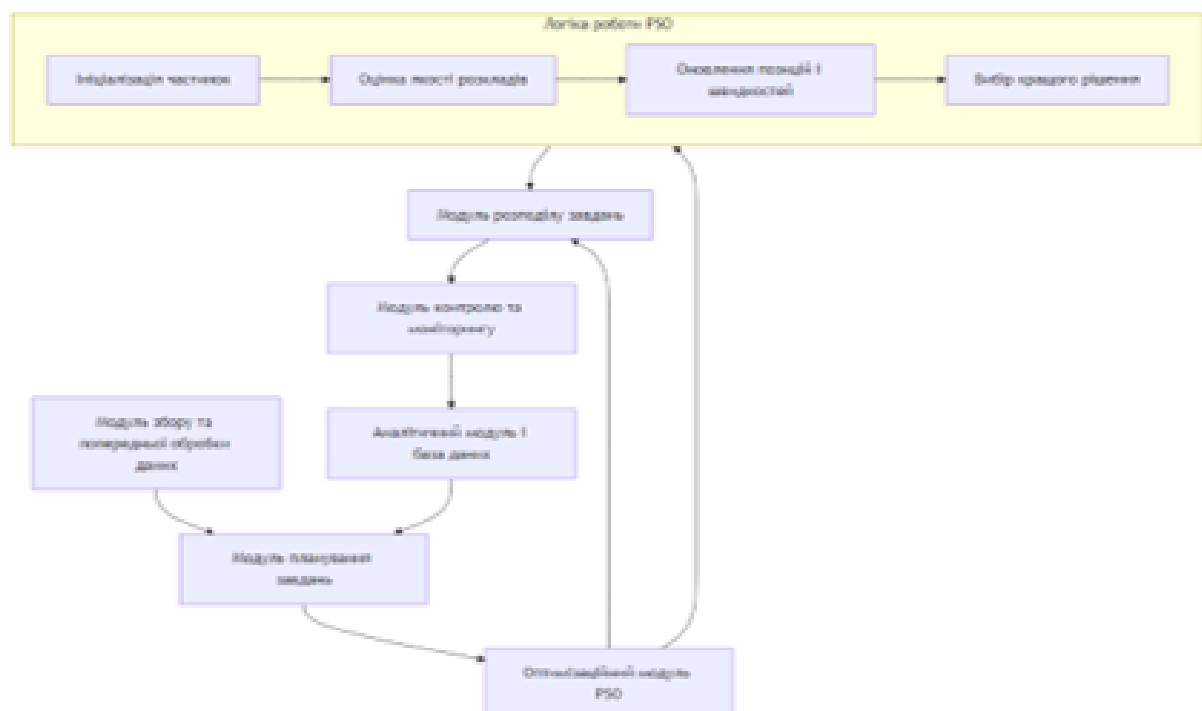 Логіка роботи PSO
Ініціалізація частинок
Оцінка якості розкладів
Оновлення позицій і
швидкостей
Вибір кращого рішення
Модуль розподілу завдань
Модуль контролю та
моніторингу
Модуль збору та
попередньої обробки
даних
Аналітичний модуль і
база даних
Модуль планування
завдань
Оптимізаційний модуль
PSO